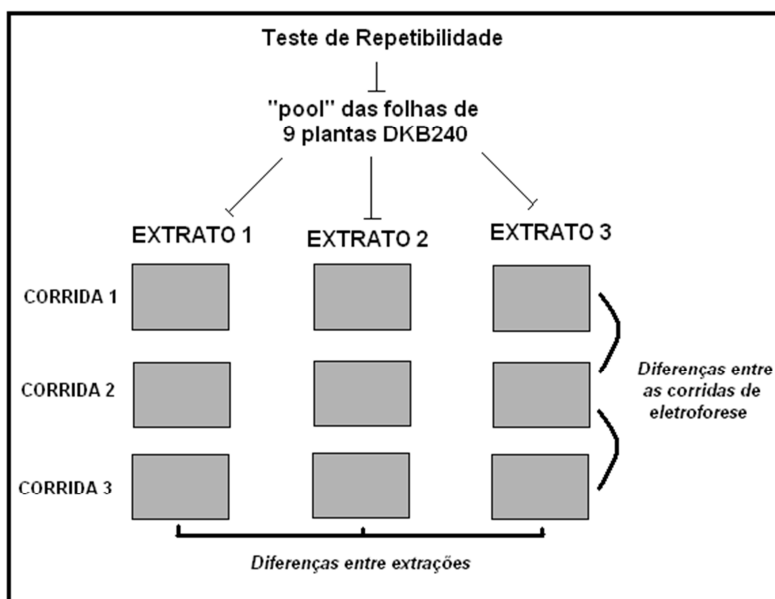 Teste de Repetibilidade
"pool" das folhas de
9 plantas DKB240
EXTRATO 1
EXTRATO 2
EXTRATO 3
CORRIDA 1
CORRIDA 2
CORRIDA 3
Diferenças entre
as corridas de
eletroforese
Diferenças entre extrações